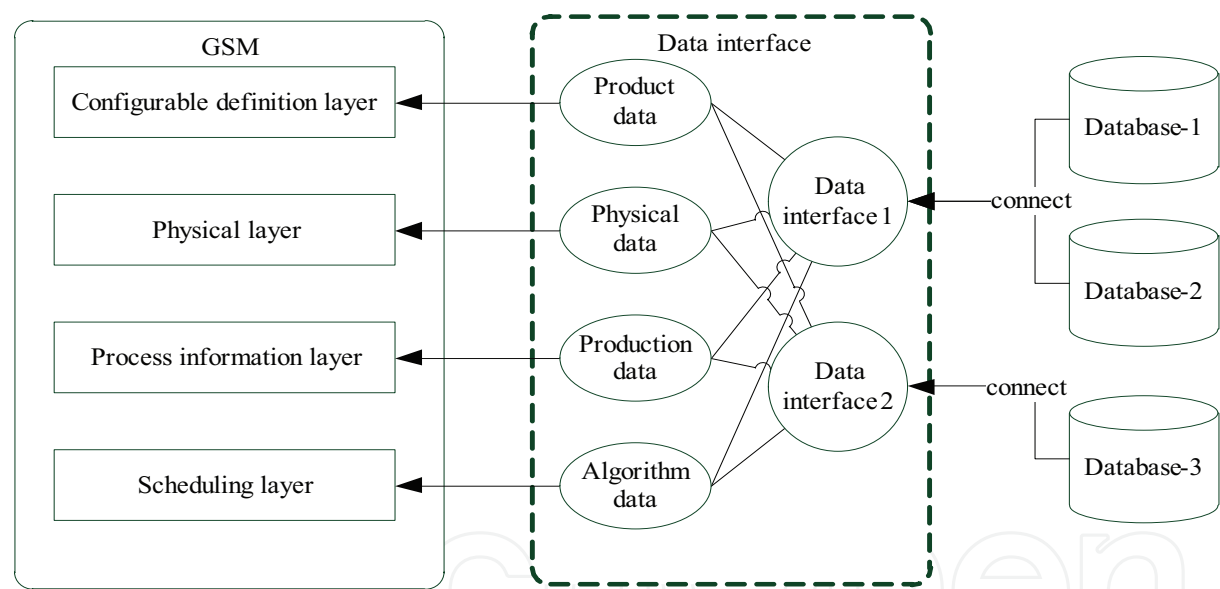 GSM
Configurable definition layer
Physical layer
Process information layer
Scheduling layer
Data interface
Product
data
Physical
data
Production
data
Algorithm
data
Data
interface 1
Data
interface 2
connect
connect
Database-1
Database-2
Database-3